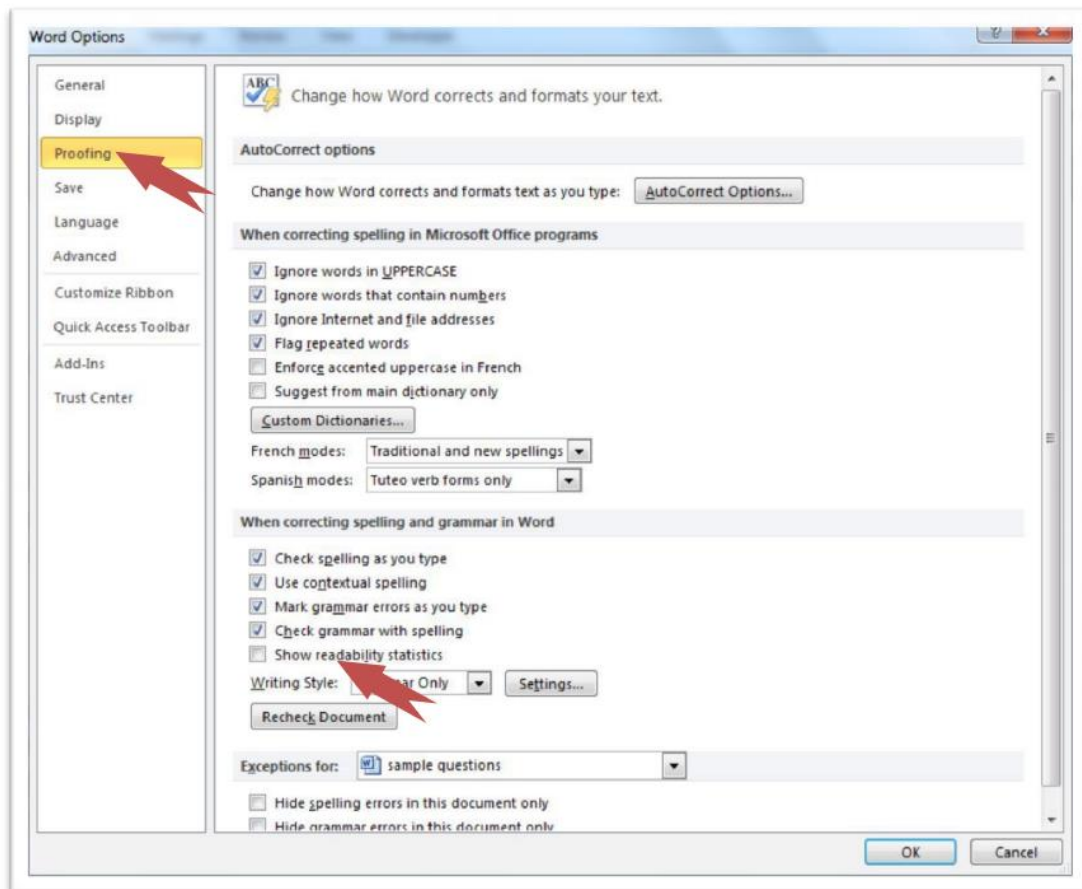 Word Options
General
Display
Proofing
Save
Language
Advanced
Customize Ribbon
Quick Access Toolbar
Add-Ins
Trust Center
ABC
Change how Word corrects and formats your text.
AutoCorrect options
Change how Word corrects and formats text as you type: AutoCorrect Options...
When correcting spelling in Microsoft Office programs
Ignore words in UPPERCASE
Ignore words that contain numbers
Ignore Internet and file addresses
Flag repeated words
Enforce accented uppercase in French
Suggest from main dictionary only
Custom Dictionaries...
French modes: Traditional and new spellings
Spanish modes: Tuteo verb forms only
When correcting spelling and grammar in Word
Check spelling as you type
Use contextual spelling
Mark grammar errors as you type
Check grammar with spelling
Show readability statistics
Writing Style: Only Settings...
Recheck Document
Exceptions for: sample questions
Hide spelling errors in this document only
Hide grammar errors in this document only
OK Cancel